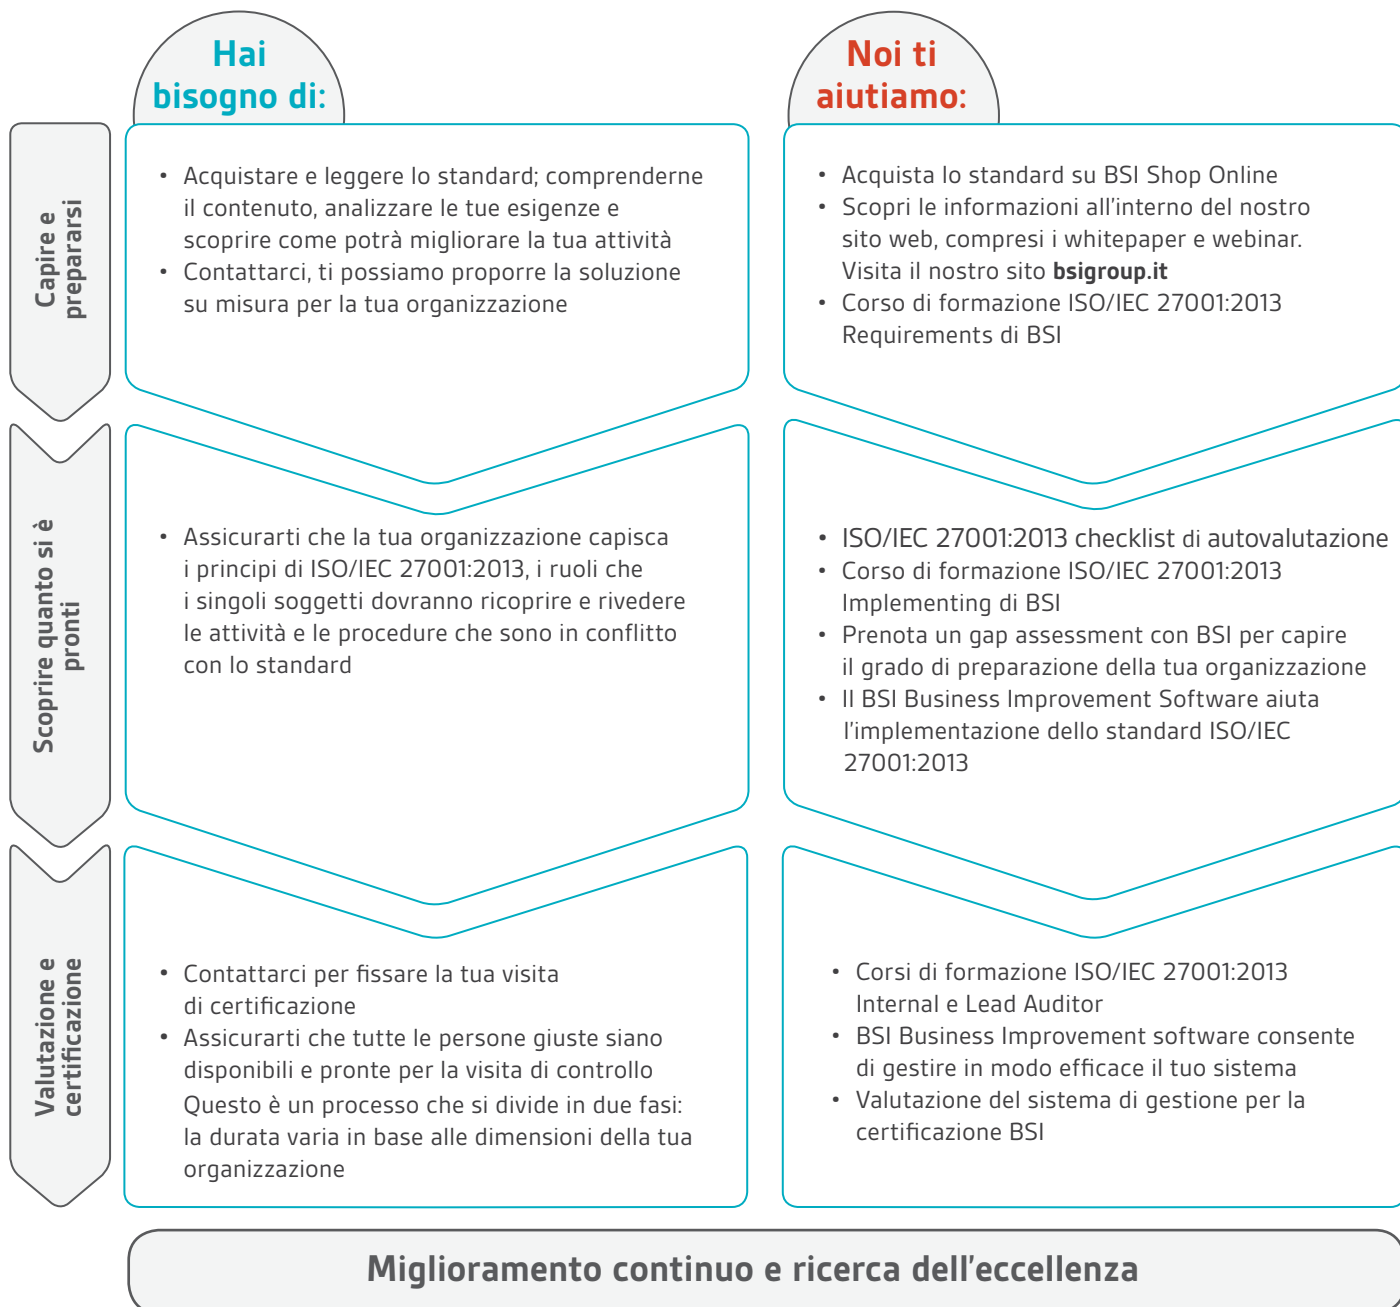 Hai
bisogno di:
Noi ti
aiutiamo:
Capire e
prepararsi
• Acquistare e leggere lo standard; comprenderne
il contenuto, analizzare le tue esigenze e
scoprire come potrà migliorare la tua attività
• Contattarci, ti possiamo proporre la soluzione
su misura per la tua organizzazione
• Acquista lo standard su BSI Shop Online
• Scopri le informazioni all'interno del nostro
sito web, compresi i whitepaper e webinar.
Visita il nostro sito bsigroup.it
• Corso di formazione ISO/IEC 27001:2013
Requirements di BSI
Scoprire quanto si è
pronti
• Assicurarti che la tua organizzazione capisca
i principi di ISO/IEC 27001:2013, i ruoli che
i singoli soggetti dovranno ricoprire e rivedere
le attività e le procedure che sono in conflitto
con lo standard
• ISO/IEC 27001:2013 checklist di autovalutazione
• Corso di formazione ISO/IEC 27001:2013
Implementing di BSI
• Prenota un gap assessment con BSI per capire
il grado di preparazione della tua organizzazione
• Il BSI Business Improvement Software aiuta
l'implementazione dello standard ISO/IEC
27001:2013
Valutazione e
certificazione
• Contattarci per fissare la tua visita
di certificazione
• Assicurarti che tutte le persone giuste siano
disponibili e pronte per la visita di controllo
Questo è un processo che si divide in due fasi:
la durata varia in base alle dimensioni della tua
organizzazione
• Corsi di formazione ISO/IEC 27001:2013
Internal e Lead Auditor
• BSI Business Improvement software consente
di gestire in modo efficace il tuo sistema
• Valutazione del sistema di gestione per la
certificazione BSI
Miglioramento continuo e ricerca dell'eccellenza